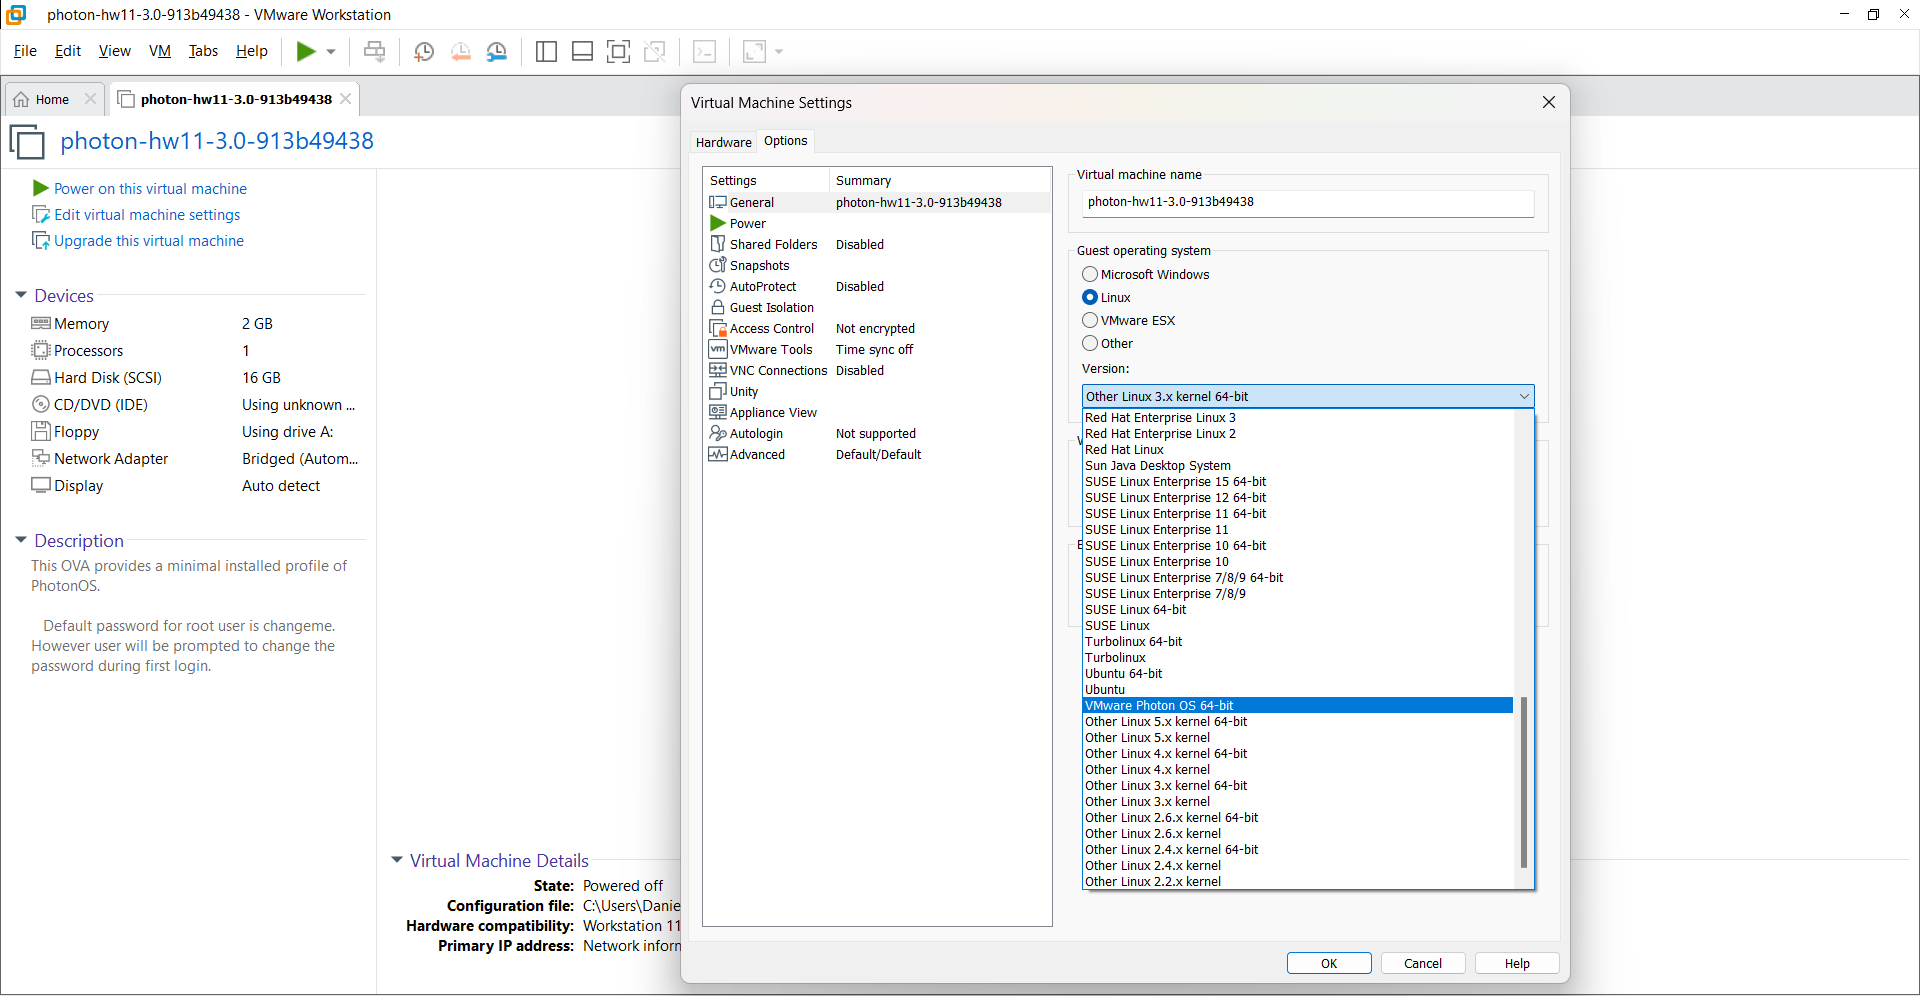 photon-hw11-3.0-913b49438 - VMware Workstation
File Edit View VM Tabs Help
Home
photon-hw11-3.0-913b49438
photon-hw11-3.0-913b49438
Power on this virtual machine
Edit virtual machine settings
Upgrade this virtual machine
Devices
Memory 2 GB
Processors 1
Hard Disk (SCSI) 16 GB
CD/DVD (IDE) Using unknown ...
Floppy Using drive A:
Network Adapter Bridged (Autom...
Display Auto detect
Description
This OVA provides a minimal installed profile of
PhotonOS.
Default password for root user is changeme.
However user will be prompted to change the
password during first login.
Virtual Machine Details
State: Powered off
Configuration file: C:\Users\Danie
Hardware compatibility: Workstation 11
Primary IP address: Network inforn
Virtual Machine Settings
Hardware Options
Settings Summary
General photon-hw11-3.0-913b49438
Power
Shared Folders Disabled
Snapshots
AutoProtect Disabled
Guest Isolation
Access Control Not encrypted
vm VMware Tools Time sync off
VNC Connections Disabled
Unity
Appliance View
Autologin Not supported
Advanced Default/Default
Virtual machine name
photon-hw11-3.0-913b49438
Guest operating system
Microsoft Windows
Linux
VMware ESX
Other
Version:
Other Linux 3.x kernel 64-bit
Red Hat Enterprise Linux 3
Red Hat Enterprise Linux 2
Red Hat Linux
Sun Java Desktop System
SUSE Linux Enterprise 15 64-bit
SUSE Linux Enterprise 12 64-bit
SUSE Linux Enterprise 11 64-bit
SUSE Linux Enterprise 11
SUSE Linux Enterprise 10 64-bit
SUSE Linux Enterprise 10
SUSE Linux Enterprise 7/8/9 64-bit
SUSE Linux Enterprise 7/8/9
SUSE Linux 64-bit
SUSE Linux
Turbolinux 64-bit
Turbolinux
Ubuntu 64-bit
Ubuntu
VMware Photon OS 64-bit
Other Linux 5.x kernel 64-bit
Other Linux 5.x kernel
Other Linux 4.x kernel 64-bit
Other Linux 4.x kernel
Other Linux 3.x kernel 64-bit
Other Linux 3.x kernel
Other Linux 2.6.x kernel 64-bit
Other Linux 2.6.x kernel
Other Linux 2.4.x kernel 64-bit
Other Linux 2.4.x kernel
Other Linux 2.2.x kernel
OK Cancel Help